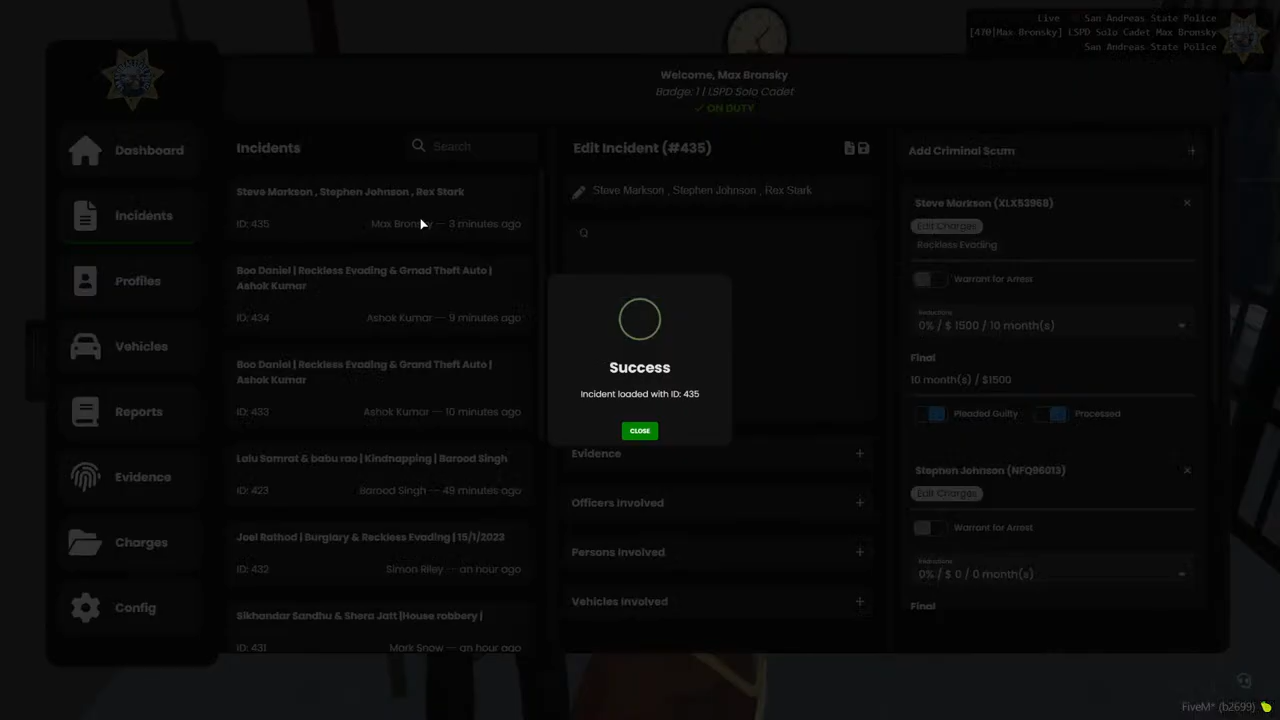 Live San Andreas State Police
[470]Max Bronsky] LSPD Solo Cadet Max Bronsky
San Andreas State Police
Welcome, Max Bronsky
Badge: 1 | LSPD Solo Cadet
✓ ON DUTY
Dashboard
Incidents
Profiles
Vehicles
Reports
Evidence
Charges
Config
Incidents
Search
Steve Markson , Stephen Johnson , Rex Stark
ID: 435 Max Bronsky — 3 minutes ago
Boo Daniel | Reckless Evading & Grnad Theft Auto |
Ashok Kumar
ID: 434 Ashok Kumar — 9 minute ago
Boo Daniel | Reckless Evading & Grand Theft Auto |
Ashok Kumar
ID: 433 Ashok Kumar — 10 minute ago
Lalu Samrat & babu rao | Kindnapping | Barood Singh
ID: 423 Barood Singh — 49 minutes ago
Joel Rathod | Burglary & Reckless Evading | 15/1/2023
ID: 432 Simon Riley — an hour ago
Sikhandar Sandhu & Shera Jatt |House robbery |
ID: 431 Mark Snow — an hour ago
Edit Incident (#435)
Steve Markson , Stephen Johnson , Rex Stark
Q
Success
Incident loaded with ID: 435
CLOSE
Evidence +
Officers Involved +
Persons Involved +
Vehicles Involved +
Add Criminal Scum +
Steve Markson (XLX53968) ×
Edit Charges
Reckless Evading
Warrant for Arrest
Reductions
0% / $ 1500 / 10 month(s)
Final
10 month(s) / $1500
Pleaded Guilty Processed
Stephen Johnson (NFQ96013) ×
Edit Charges
Warrant for Arrest
Reductions
0% / $ 0 / 0 month(s)
Final
FiveM* (b2699)